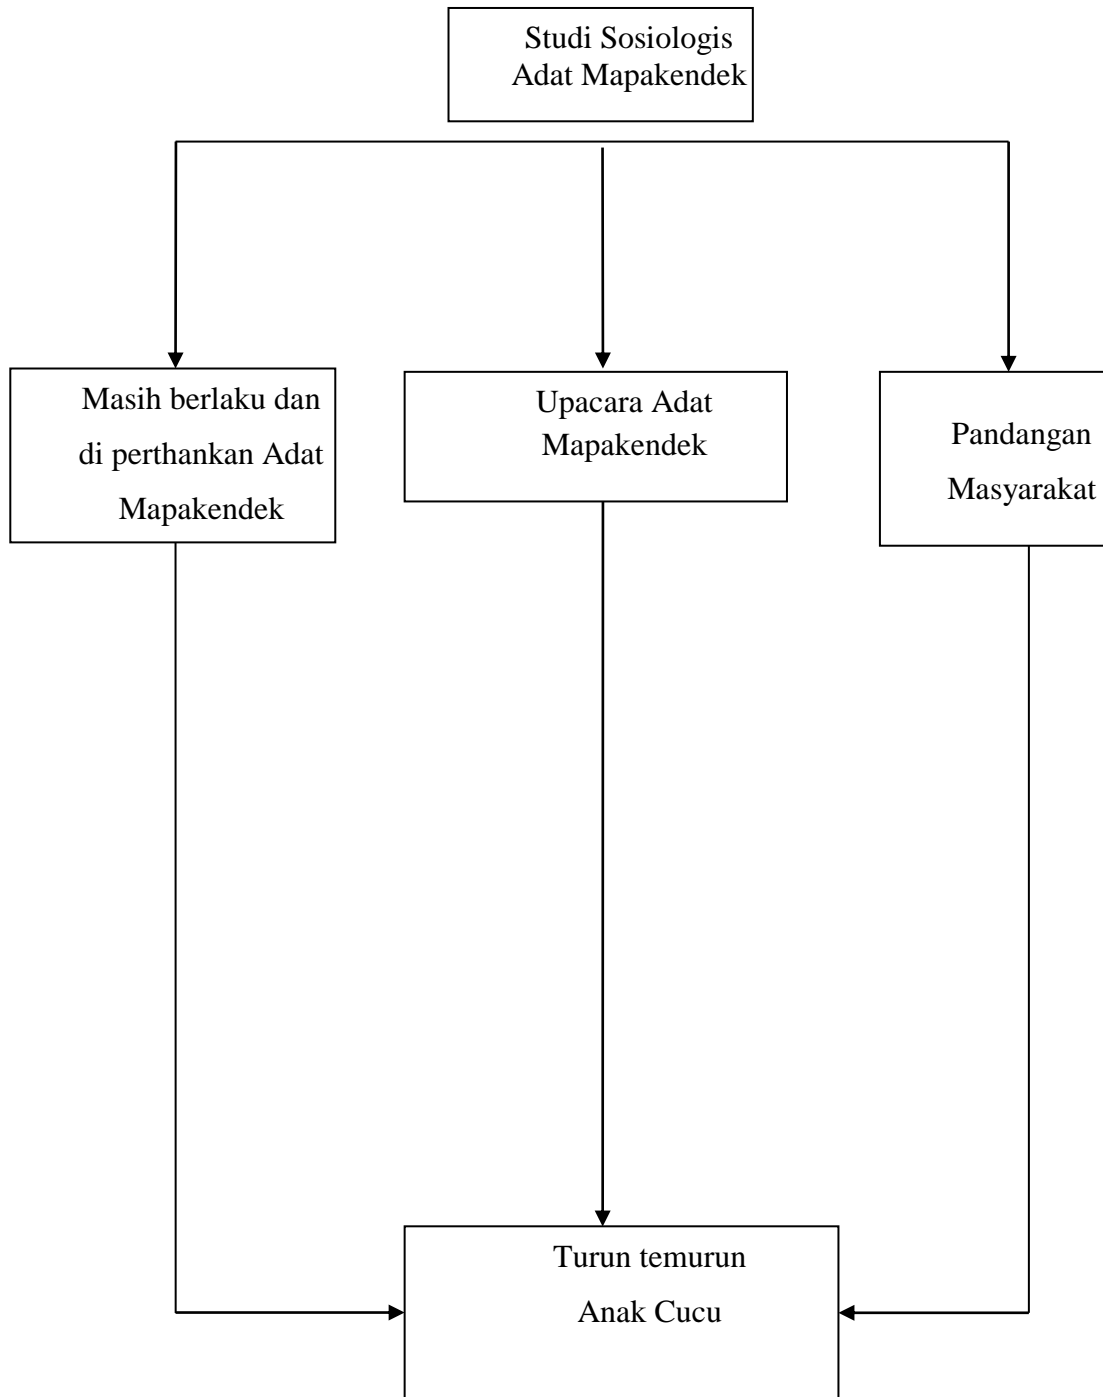 Studi Sosiologis
Adat Mapakendek
Masih berlaku dan
di perthankan Adat
Mapakendek
Upacara Adat
Mapakendek
Pandangan
Masyarakat
Turun temurun
Anak Cucu